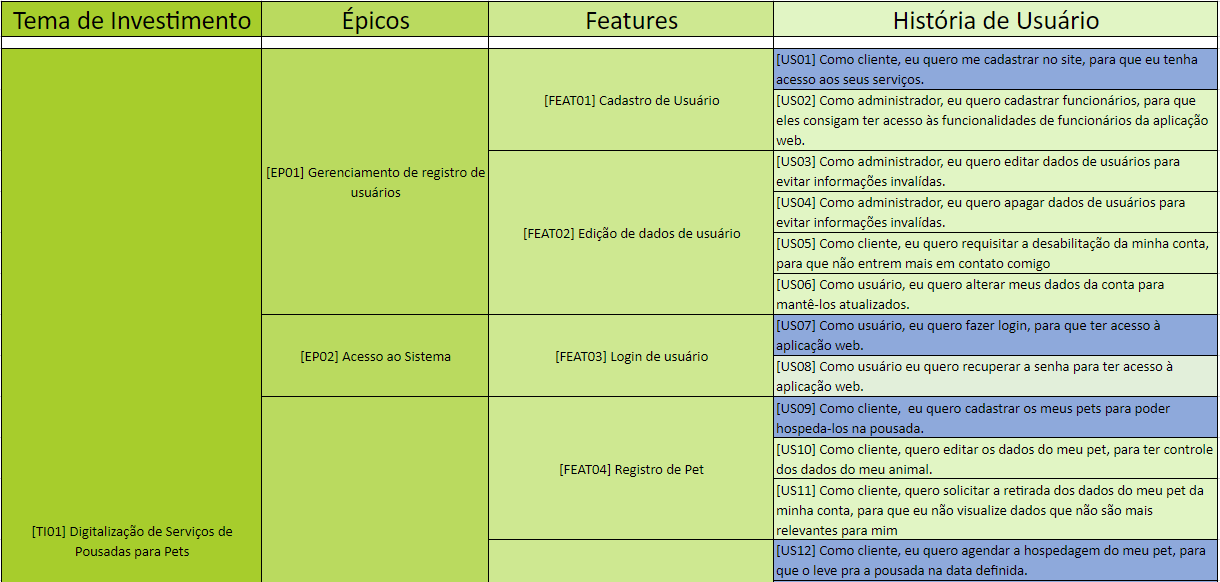 Tema de Investimento
Épicos
Features
História de Usuário
[TI01] Digitalização de Serviços de
Pousadas para Pets
[EP01] Gerenciamento de registro de
usuários
[FEAT01] Cadastro de Usuário
[US01] Como cliente, eu quero me cadastrar no site, para que eu tenha
acesso aos seus serviços.
[US02] Como administrador, eu quero cadastrar funcionários, para que
eles consigam ter acesso às funcionalidades de funcionários da aplicação
web.
[FEAT02] Edição de dados de usuário
[US03] Como administrador, eu quero editar dados de usuários para
evitar informações invalídas.
[US04] Como administrador, eu quero apagar dados de usuários para
evitar informações invalídas.
[US05] Como cliente, eu quero requisitar a desabilitação da minha conta,
para que não entrem mais em contato comigo
[US06] Como usuário, eu quero alterar meus dados da conta para
mantê-los atualizados.
[EP02] Acesso ao Sistema
[FEAT03] Login de usuário
[US07] Como usuário, eu quero fazer login, para que ter acesso à
aplicação web.
[US08] Como usuário eu quero recuperar a senha para ter acesso à
aplicação web.
[FEAT04] Registro de Pet
[US09] Como cliente,  eu quero cadastrar os meus pets para poder
hospeda-los na pousada.
[US10] Como cliente, quero editar os dados do meu pet, para ter controle
dos dados do meu animal.
[US11] Como cliente, quero solicitar a retirada dos dados do meu pet da
minha conta, para que eu não visualize dados que não são mais
relevantes para mim
[US12] Como cliente, eu quero agendar a hospedagem do meu pet, para
que o leve pra a pousada na data definida.